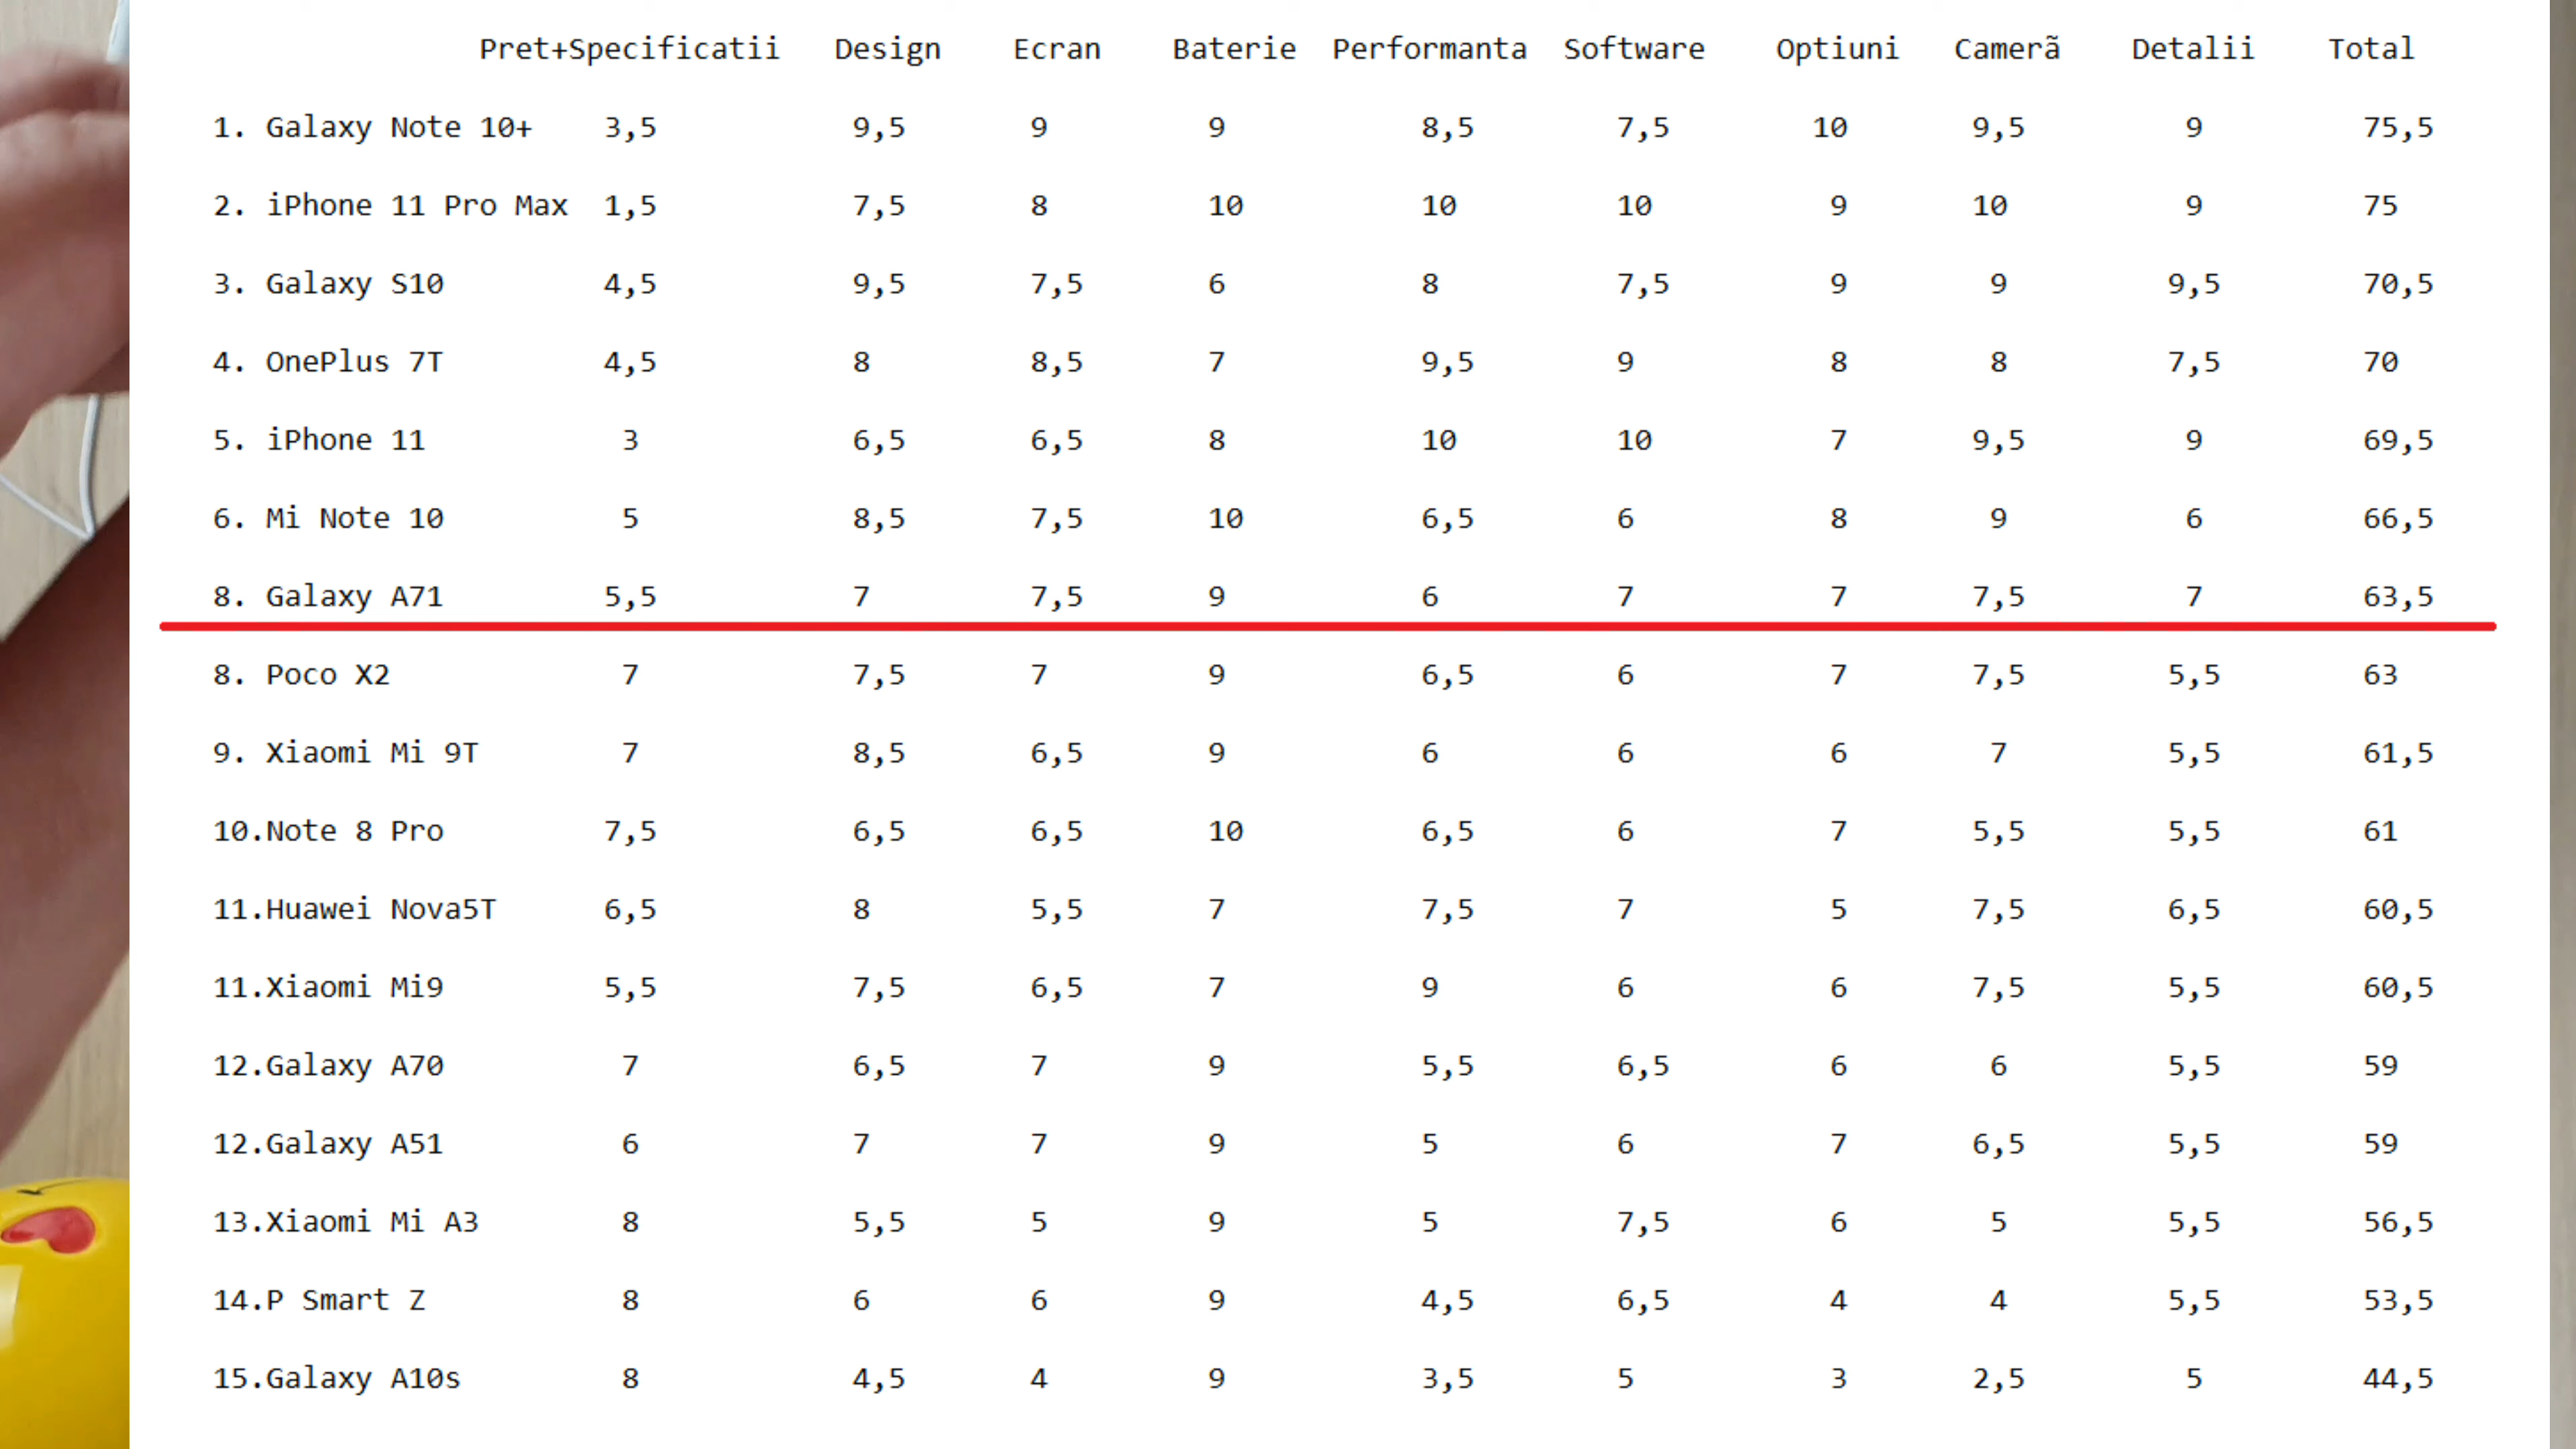 Pret+Specificatii Design Ecran Baterie Performanta Software Optiuni Camerã Detalii Total
1. Galaxy Note 10+ 3,5 9,5 9 9 8,5 7,5 10 9,5 9 75,5
2. iPhone 11 Pro Max 1,5 7,5 8 10 10 10 9 10 9 75
3. Galaxy S10 4,5 9,5 7,5 6 8 7,5 9 9 9,5 70,5
4. OnePlus 7T 4,5 8 8,5 7 9,5 9 8 8 7,5 70
5. iPhone 11 3 6,5 6,5 8 10 10 7 9,5 9 69,5
6. Mi Note 10 5 8,5 7,5 10 6,5 6 8 9 6 66,5
8. Galaxy A71 5,5 7 7,5 9 6 7 7 7,5 7 63,5
8. Poco X2 7 7,5 7 9 6,5 6 7 7,5 5,5 63
9. Xiaomi Mi 9T 7 8,5 6,5 9 6 6 6 7 5,5 61,5
10.Note 8 Pro 7,5 6,5 6,5 10 6,5 6 7 5,5 5,5 61
11.Huawei Nova5T 6,5 8 5,5 7 7,5 7 5 7,5 6,5 60,5
11.Xiaomi Mi9 5,5 7,5 6,5 7 9 6 6 7,5 5,5 60,5
12.Galaxy A70 7 6,5 7 9 5,5 6,5 6 6 5,5 59
12.Galaxy A51 6 7 7 9 5 6 7 6,5 5,5 59
13.Xiaomi Mi A3 8 5,5 5 9 5 7,5 6 5 5,5 56,5
14.P Smart Z 8 6 6 9 4,5 6,5 4 4 5,5 53,5
15.Galaxy A10s 8 4,5 4 9 3,5 5 3 2,5 5 44,5